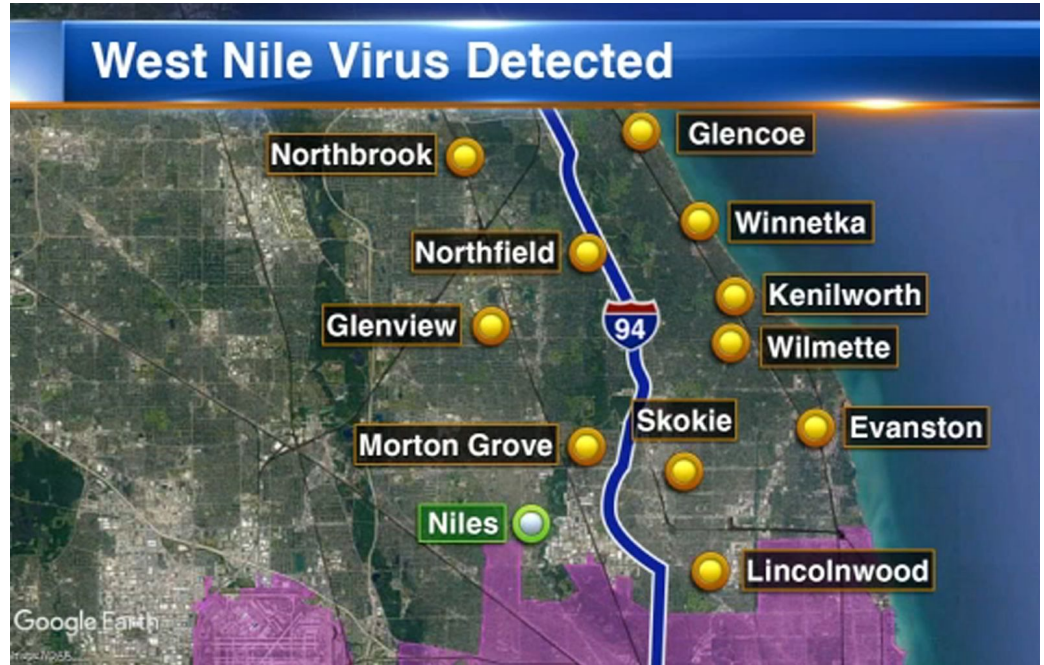 West Nile Virus Detected
Glencoe
Northbrook
Winnetka
Northfield
Kenilworth
94
Glenview
Wilmette
Skokie
Evanston
Morton Grove
Niles
Lincolnwood
Google Earth